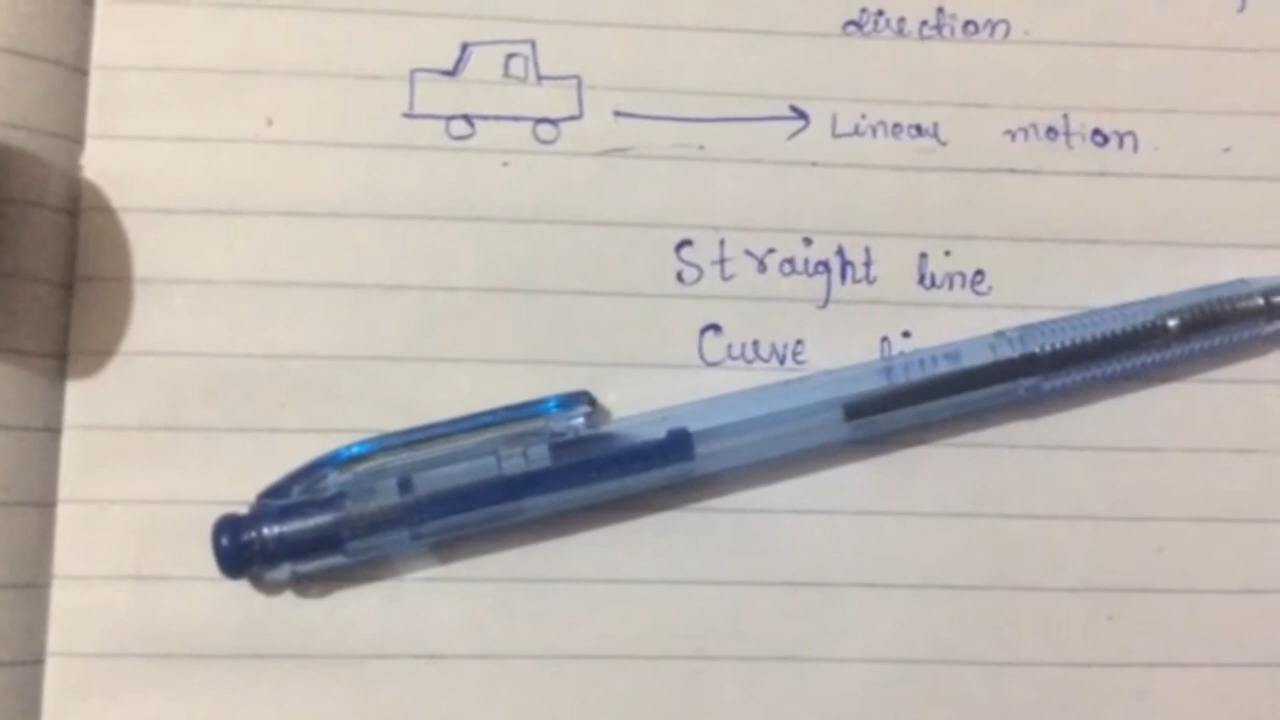 direction.
Linear motion.
Straight line
Curve